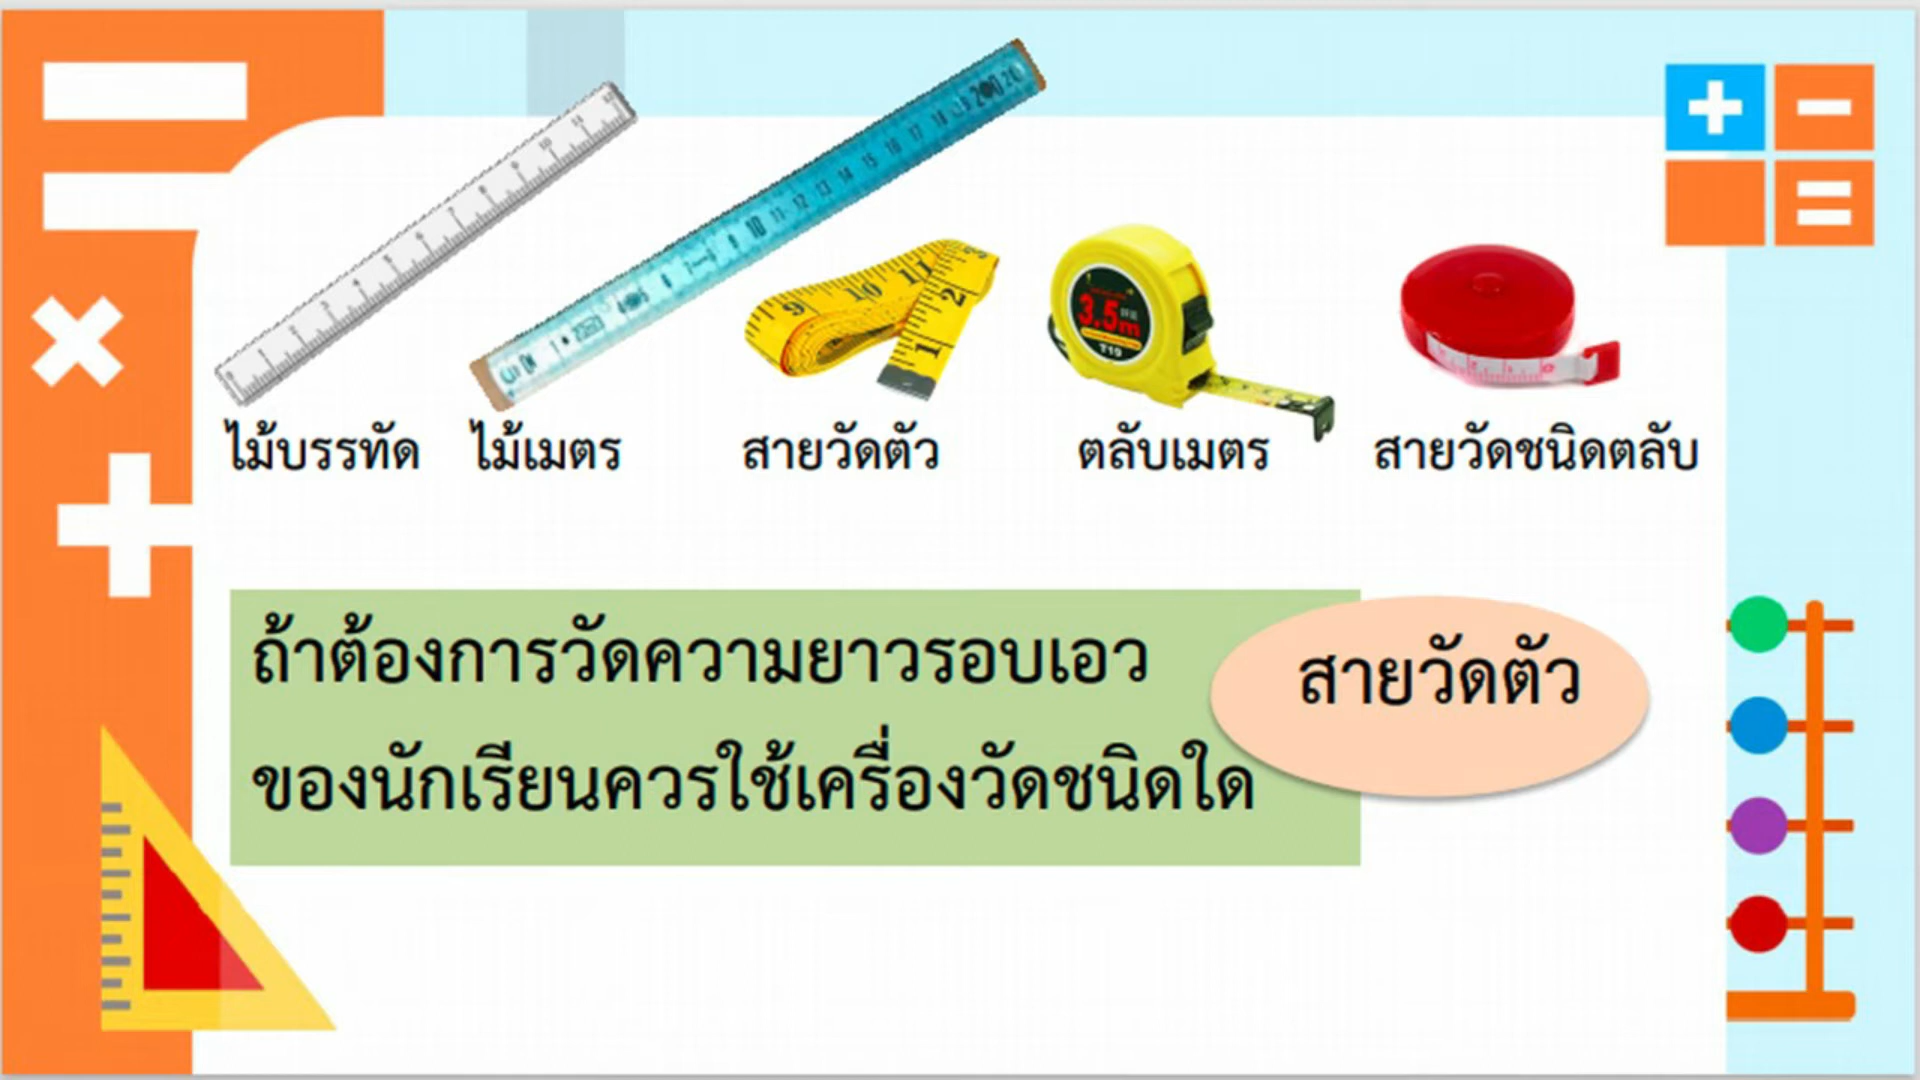 ไม้บรรทัด ไม้เมตร สายวัดตัว ตลับเมตร สายวัดชนิดตลับ
3.5m
T19
ถ้าต้องการวัดความยาวรอบเอว
ของนักเรียนควรใช้เครื่องวัดชนิดใด
สายวัดตัว